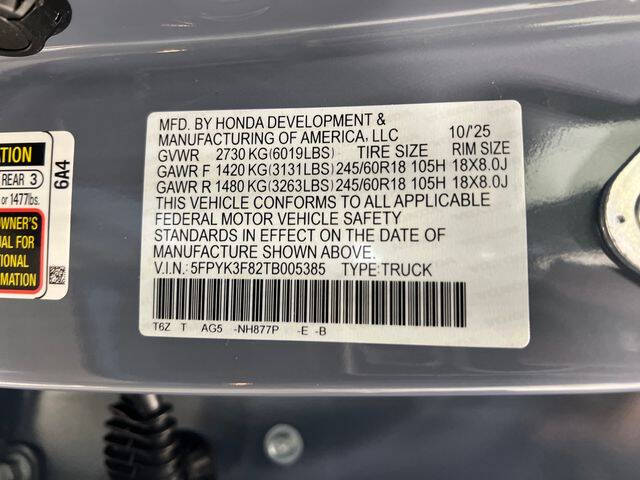 MFD. BY HONDA DEVELOPMENT &
MANUFACTURING OF AMERICA, LLC 10/'25
GVWR 2730 KG(6019LBS) TIRE SIZE RIM SIZE
GAWR F 1420 KG(3131LBS) 245/60R18 105H 18X8.0J
GAWR R 1480 KG(3263LBS) 245/60R18 105H 18X8.0J
THIS VEHICLE CONFORMS TO ALL APPLICABLE
FEDERAL MOTOR VEHICLE SAFETY
STANDARDS IN EFFECT ON THE DATE OF
MANUFACTURE SHOWN ABOVE.
V.I.N.: 5FPYK3F82TB005385 TYPE:TRUCK
T6Z T AG5 -NH877P -E -B
REAR 3
or 1477lbs.
6A4